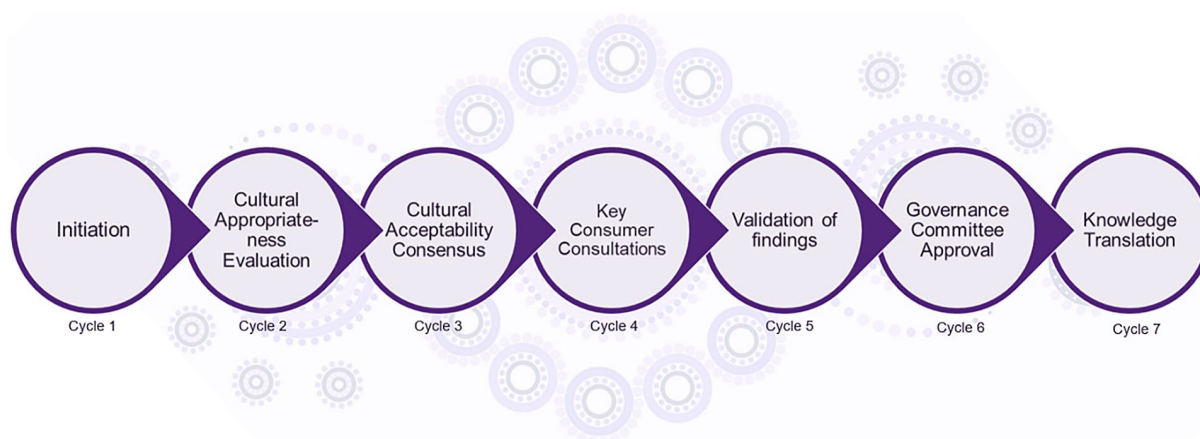 Initiation
Cultural
Appropriate-
ness
Evaluation
Cultural
Acceptability
Consensus
Key
Consumer
Consultations
Validation of
findings
Governance
Committee
Approval
Knowledge
Translation
Cycle 1
Cycle 2
Cycle 3
Cycle 4
Cycle 5
Cycle 6
Cycle 7